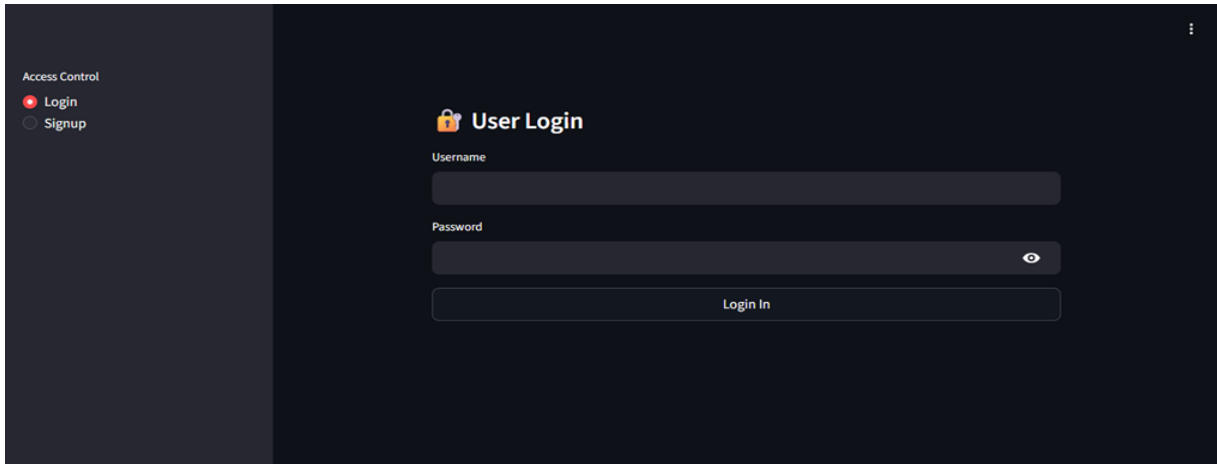 Access Control
Login
Signup
User Login
Username
Password
Login In